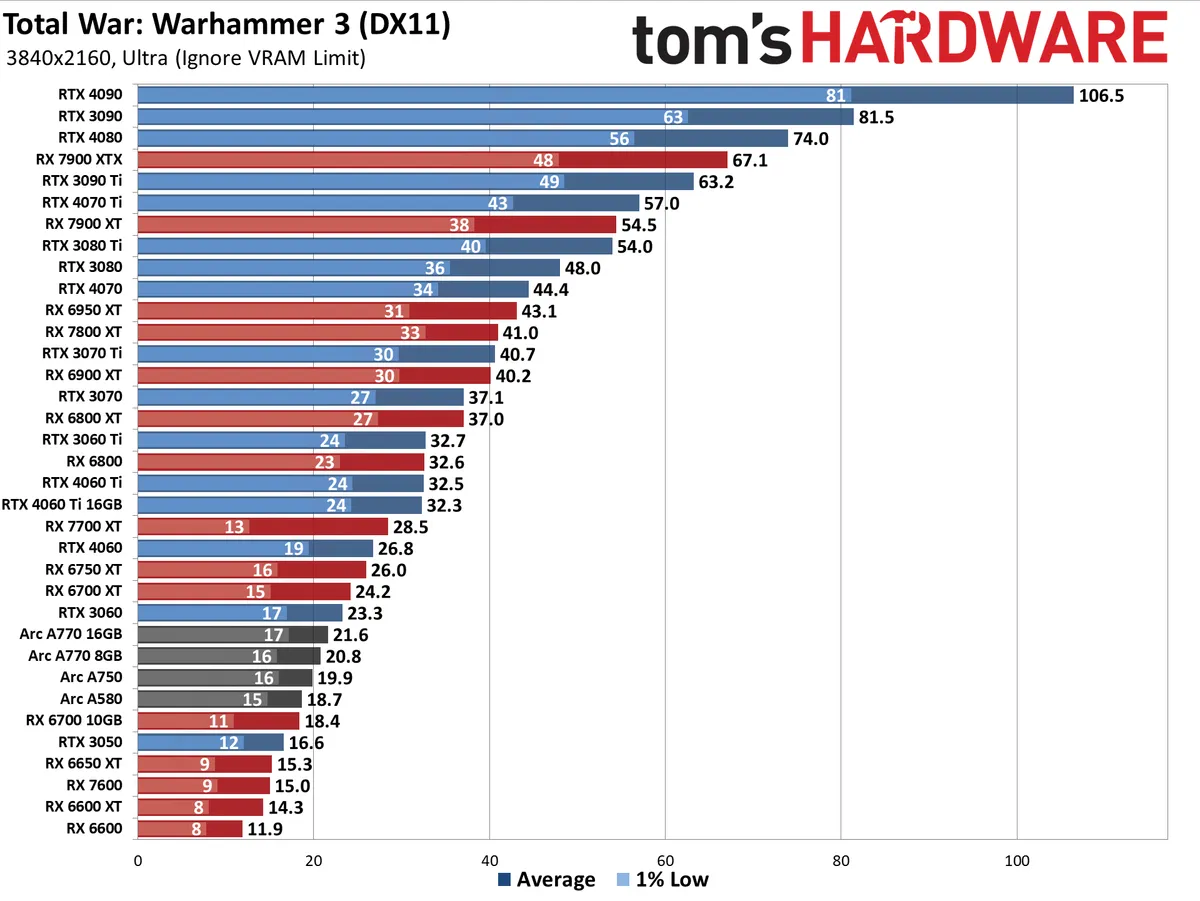 Total War: Warhammer 3 (DX11)
3840x2160, Ultra (Ignore VRAM Limit)
tom's HARDWARE
RTX 4090 81 106.5
RTX 3090 63 81.5
RTX 4080 56 74.0
RX 7900 XTX 48 67.1
RTX 3090 Ti 49 63.2
RTX 4070 Ti 43 57.0
RX 7900 XT 38 54.5
RTX 3080 Ti 40 54.0
RTX 3080 36 48.0
RTX 4070 34 44.4
RX 6950 XT 31 43.1
RX 7800 XT 33 41.0
RTX 3070 Ti 30 40.7
RX 6900 XT 30 40.2
RTX 3070 27 37.1
RX 6800 XT 27 37.0
RTX 3060 Ti 24 32.7
RX 6800 23 32.6
RTX 4060 Ti 24 32.5
RTX 4060 Ti 16GB 24 32.3
RX 7700 XT 13 28.5
RTX 4060 19 26.8
RX 6750 XT 16 26.0
RX 6700 XT 15 24.2
RTX 3060 17 23.3
Arc A770 16GB 17 21.6
Arc A770 8GB 16 20.8
Arc A750 16 19.9
Arc A580 15 18.7
RX 6700 10GB 11 18.4
RTX 3050 12 16.6
RX 6650 XT 9 15.3
RX 7600 9 15.0
RX 6600 XT 8 14.3
RX 6600 8 11.9
0 20 40 60 80 100
Average 1% Low